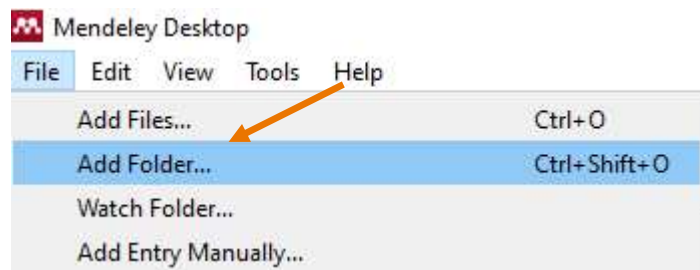 Mendeley Desktop
File Edit View Tools Help
Add Files... Ctrl+O
Add Folder... Ctrl+Shift+O
Watch Folder...
Add Entry Manually...